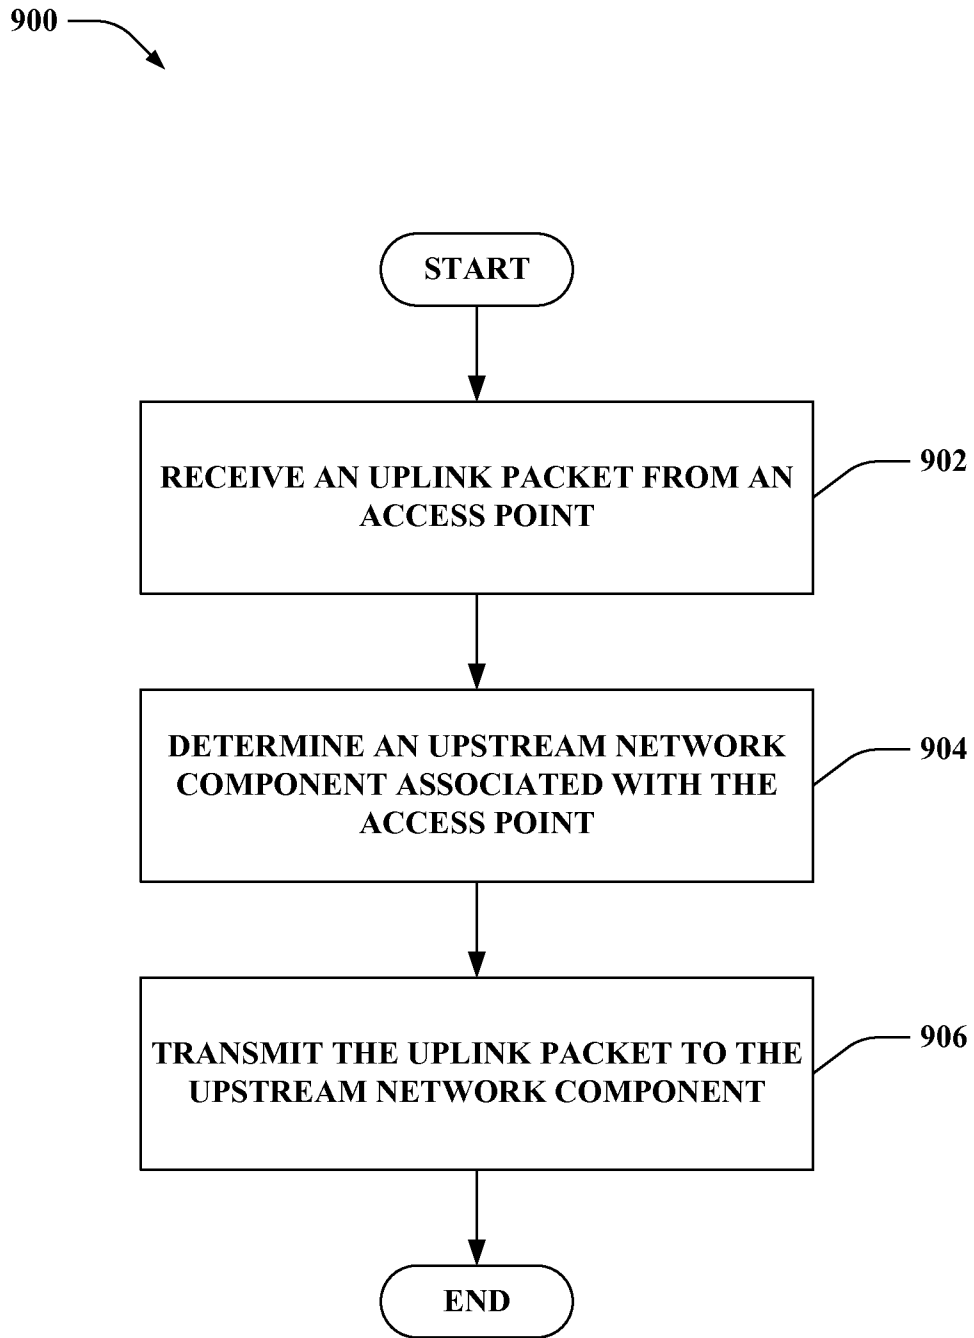 900
START
RECEIVE AN UPLINK PACKET FROM AN
ACCESS POINT
902
DETERMINE AN UPSTREAM NETWORK
COMPONENT ASSOCIATED WITH THE
ACCESS POINT
904
TRANSMIT THE UPLINK PACKET TO THE
UPSTREAM NETWORK COMPONENT
906
END